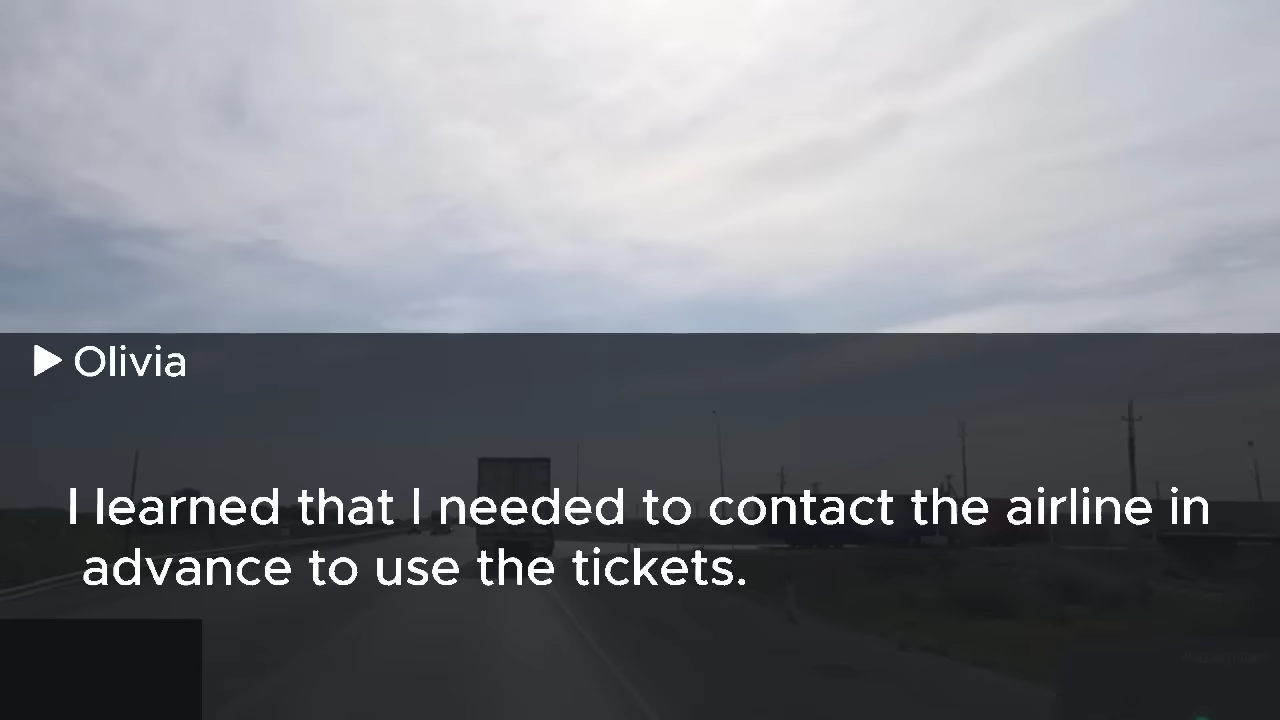 ▶ Olivia
I learned that I needed to contact the airline in
advance to use the tickets.